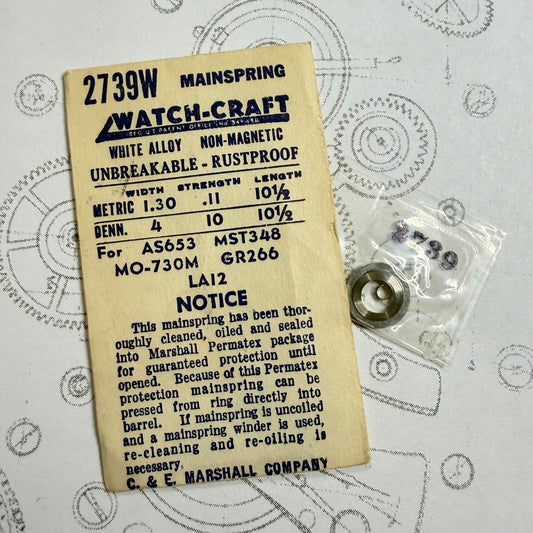 2739W MAINSPRING
WATCH-CRAFT
WHITE ALLOY NON-MAGNETIC
UNBREAKABLE - RUSTPROOF
WIDTH STRENGTH LENGTH
METRIC 1.30 .11 10½
DENN. 4 10 10½
For AS653 MST348
MO-730M GR266
LA12
NOTICE
This mainspring has been thor-
oughly cleaned, oiled and sealed
into Marshall Permatex package
for guaranteed protection until
opened. Because of this Permatex
protection mainspring can be
pressed from ring directly into
barrel. If mainspring is uncoiled
and a mainspring winder is used,
re-cleaning and re-oiling is
necessary.
C. & E. MARSHALL COMPANY
2739